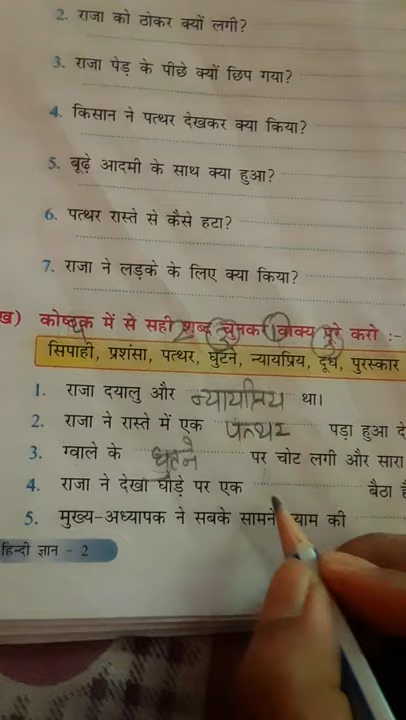 2. राजा को ठोकर क्यों लगी?
3. राजा पेड़ के पीछे क्यों छिप गया?
4. किसान ने पत्थर देखकर क्या किया?
5. बूढ़े आदमी के साथ क्या हुआ?
6. पत्थर रास्ते से कैसे हटा?
7. राजा ने लड़के के लिए क्या किया?
ख) कोष्ठक में से सही शब्द चुनकर वाक्य पूरे करो :-
सिपाही, प्रशंसा, पत्थर, घुटने, न्यायप्रिय, दूध, पुरस्कार
1. राजा दयालु और न्यायप्रिय था।
2. राजा ने रास्ते में एक पत्थर पड़ा हुआ दे
3. ग्वाले के घुटने पर चोट लगी और सारा
4. राजा ने देखा घोड़े पर एक बैठा
5. मुख्य-अध्यापक ने सबके सामने याम की
हिन्दी ज्ञान - 2